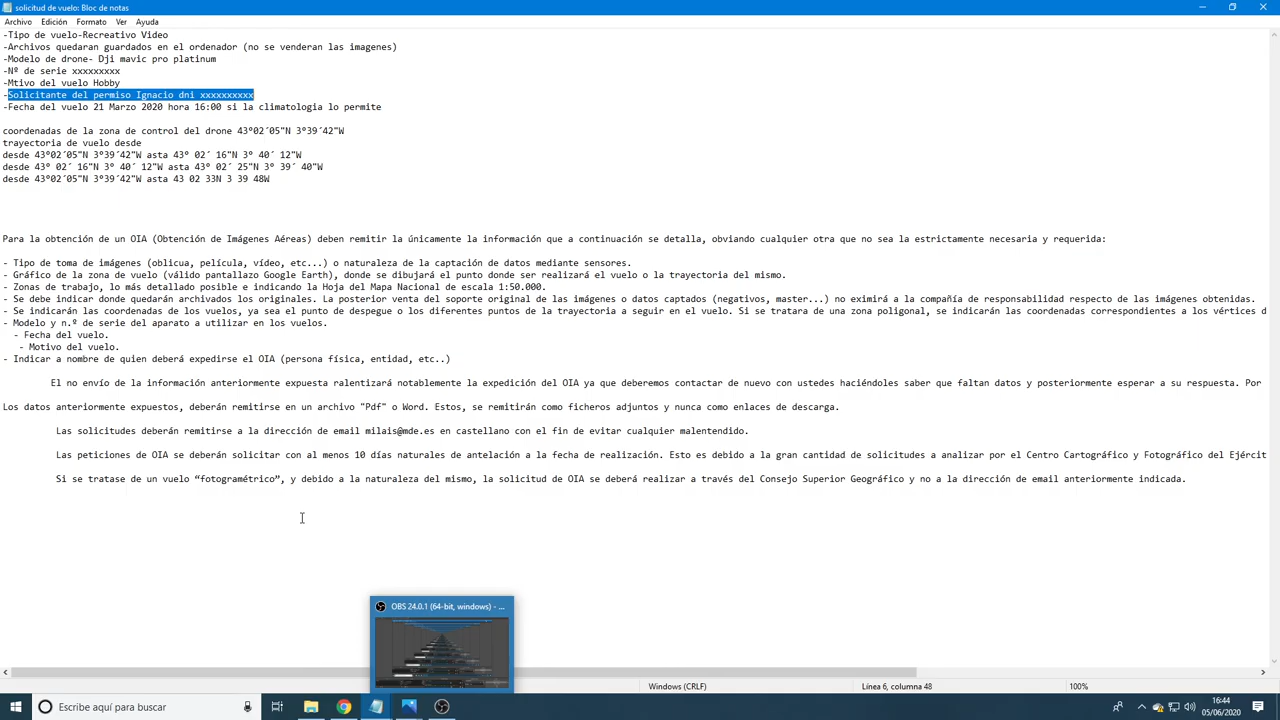 solicitud de vuelo: Bloc de notas
Archivo Edición Formato Ver Ayuda
-Tipo de vuelo-Recreativo Video
-Archivos quedaran guardados en el ordenador (no se venderan las imagenes)
-Modelo de drone- Dji mavic pro platinum
-Nº de serie xxxxxxxxx
-Mtivo del vuelo Hobby
-Solicitante del permiso Ignacio dni xxxxxxxxxx
-Fecha del vuelo 21 Marzo 2020 hora 16:00 si la climatologia lo permite
coordenadas de la zona de control del drone 43º02´05"N 3º39´42"W
trayectoria de vuelo desde
desde 43º02´05"N 3º39´42"W asta 43º 02´ 16"N 3º 40´ 12"W
desde 43º 02´ 16"N 3º 40´ 12"W asta 43º 02´ 25"N 3º 39´ 40"W
desde 43º02´05"N 3º39´42"W asta 43 02 33N 3 39 48W
Para la obtención de un OIA (Obtención de Imágenes Aéreas) deben remitir la únicamente la información que a continuación se detalla, obviando cualquier otra que no sea la estrictamente necesaria y requerida:
- Tipo de toma de imágenes (oblicua, película, vídeo, etc...) o naturaleza de la captación de datos mediante sensores.
- Gráfico de la zona de vuelo (válido pantallazo Google Earth), donde se dibujará el punto donde ser realizará el vuelo o la trayectoria del mismo.
- Zonas de trabajo, lo más detallado posible e indicando la Hoja del Mapa Nacional de escala 1:50.000.
- Se debe indicar donde quedarán archivados los originales. La posterior venta del soporte original de las imágenes o datos captados (negativos, master...) no eximirá a la compañía de responsabilidad respecto de las imágenes obtenidas.
- Se indicarán las coordenadas de los vuelos, ya sea el punto de despegue o los diferentes puntos de la trayectoria a seguir en el vuelo. Si se tratara de una zona poligonal, se indicarán las coordenadas correspondientes a los vértices d
- Modelo y n.º de serie del aparato a utilizar en los vuelos.
- Fecha del vuelo.
- Motivo del vuelo.
- Indicar a nombre de quien deberá expedirse el OIA (persona física, entidad, etc..)
El no envío de la información anteriormente expuesta ralentizará notablemente la expedición del OIA ya que deberemos contactar de nuevo con ustedes haciéndoles saber que faltan datos y posteriormente esperar a su respuesta. Por
Los datos anteriormente expuestos, deberán remitirse en un archivo "Pdf" o Word. Estos, se remitirán como ficheros adjuntos y nunca como enlaces de descarga.
Las solicitudes deberán remitirse a la dirección de email milais@mde.es en castellano con el fin de evitar cualquier malentendido.
Las peticiones de OIA se deberán solicitar con al menos 10 días naturales de antelación a la fecha de realización. Esto es debido a la gran cantidad de solicitudes a analizar por el Centro Cartográfico y Fotográfico del Ejércit
Si se tratase de un vuelo “fotogramétrico”, y debido a la naturaleza del mismo, la solicitud de OIA se deberá realizar a través del Consejo Superior Geográfico y no a la dirección de email anteriormente indicada.
OBS 24.0.1 (64-bit, windows) - ...
Windows (CRLF) Línea 6, columna 48 100%
Escribe aquí para buscar
16:44
05/06/2020